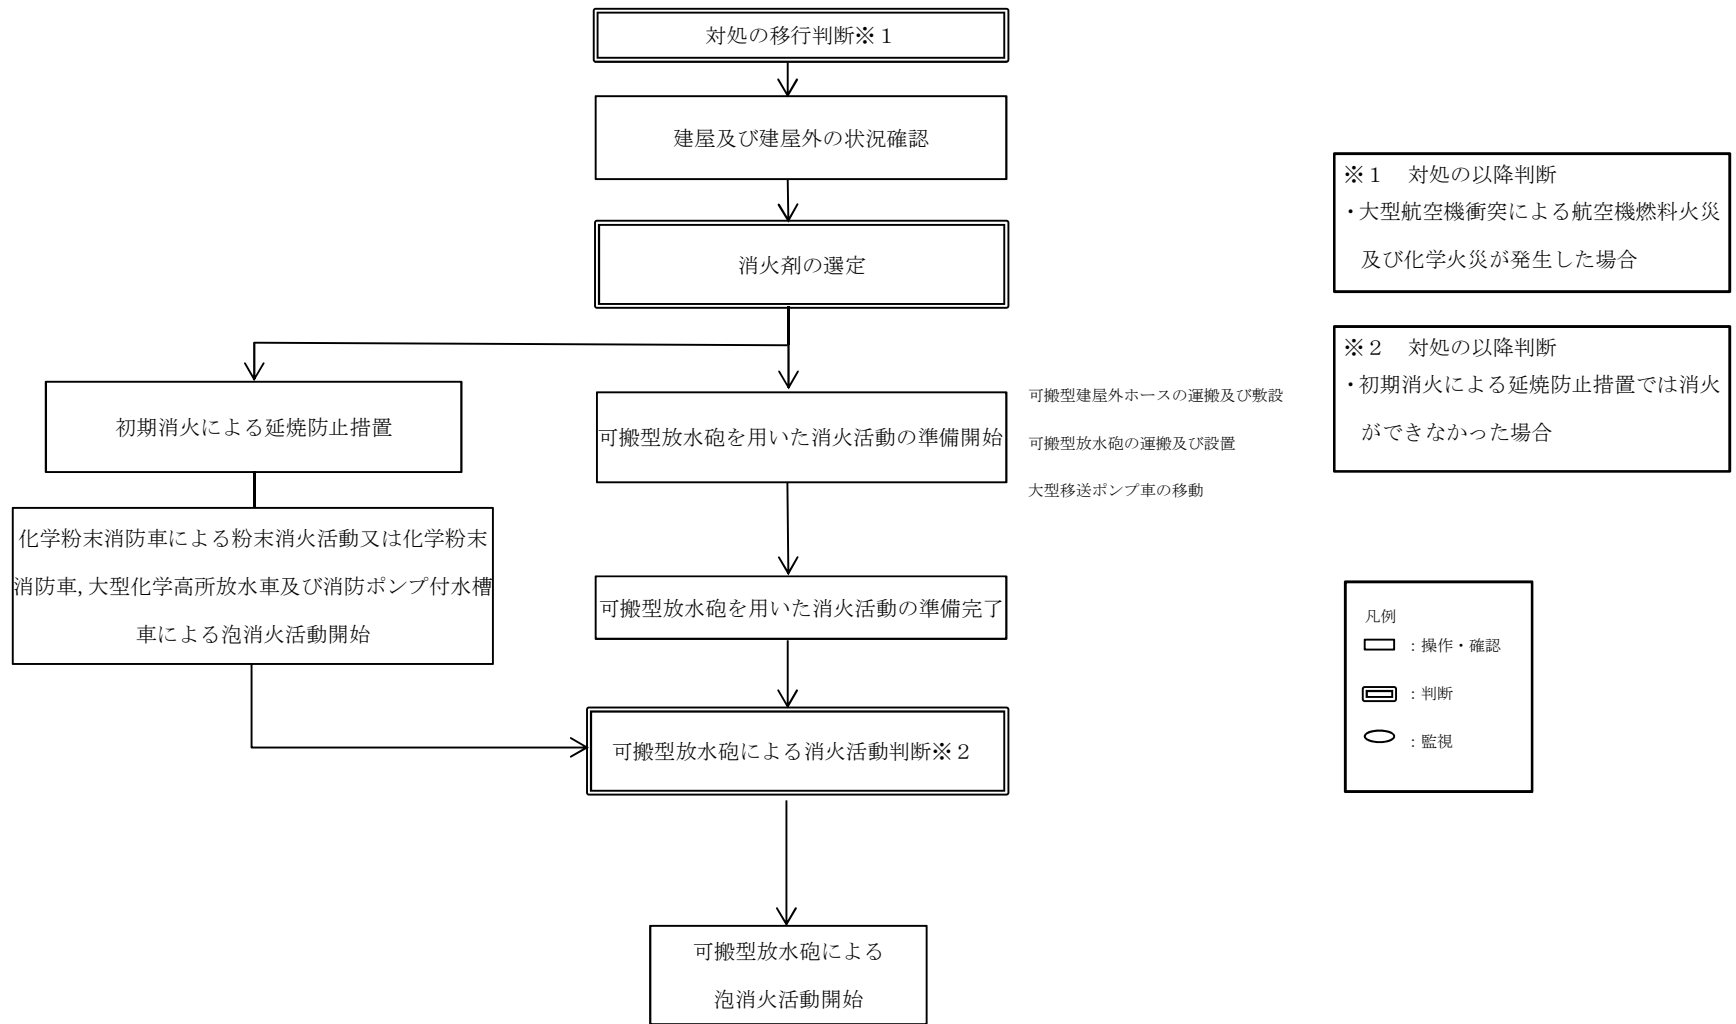 対処の移行判断※１
建屋及び建屋外の状況確認
消火剤の選定
初期消火による延焼防止措置
化学粉末消防車による粉末消火活動又は化学粉末
消防車,大型化学高所放水車及び消防ポンプ付水槽
車による泡消火活動開始
可搬型放水砲を用いた消火活動の準備開始
可搬型建屋外ホースの運搬及び敷設
可搬型放水砲の運搬及び設置
大型移送ポンプ車の移動
可搬型放水砲を用いた消火活動の準備完了
可搬型放水砲による消火活動判断※２
可搬型放水砲による
泡消火活動開始
※１　対処の以降判断
・大型航空機衝突による航空機燃料火災
及び化学火災が発生した場合
※２　対処の以降判断
・初期消火による延焼防止措置では消火
ができなかった場合
凡例
：操作・確認
：判断
：監視